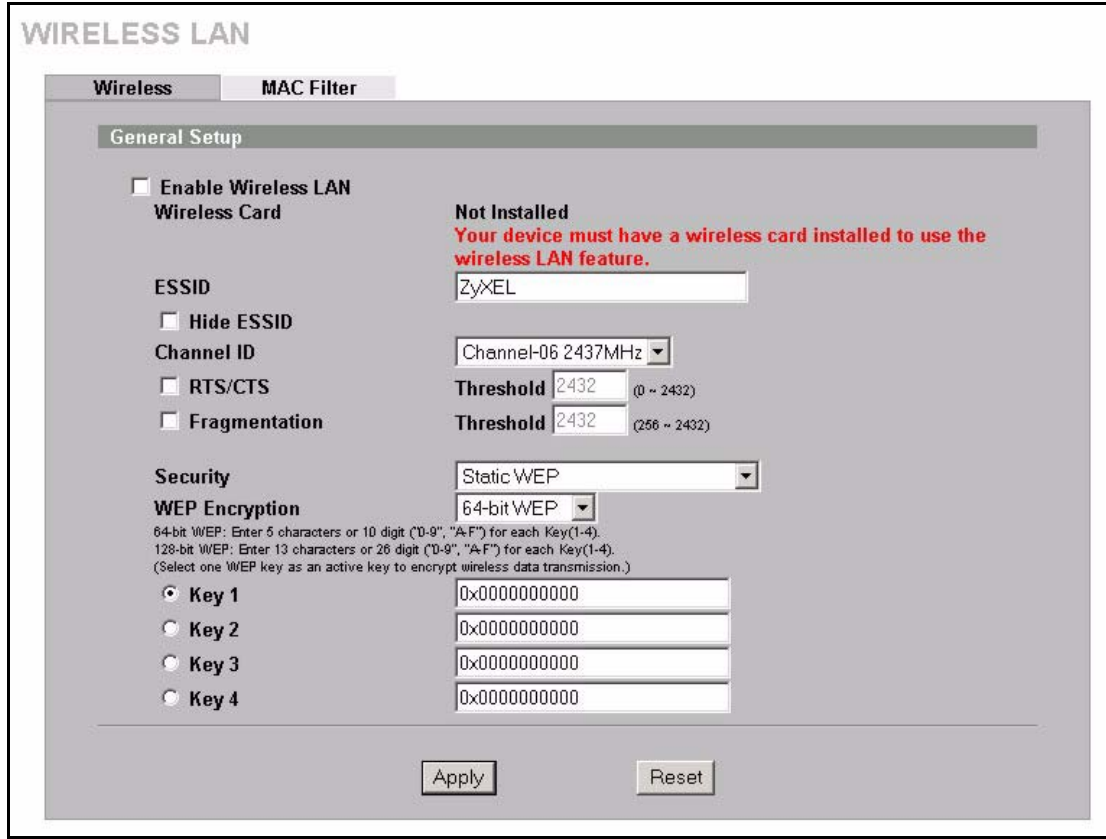 WIRELESS LAN
Wireless MAC Filter
General Setup
Enable Wireless LAN
Wireless Card Not Installed
Your device must have a wireless card installed to use the
wireless LAN feature.
ESSID ZyXEL
Hide ESSID
Channel ID Channel-06 2437MHz
RTS/CTS Threshold 2432 (0 ~ 2432)
Fragmentation Threshold 2432 (256 ~ 2432)
Security Static WEP
WEP Encryption 64-bit WEP
64-bit WEP: Enter 5 characters or 10 digit ("0-9", "A-F") for each Key(1-4).
128-bit WEP: Enter 13 characters or 26 digit ("0-9", "A-F") for each Key(1-4).
(Select one WEP key as an active key to encrypt wireless data transmission.)
Key 1 0x0000000000
Key 2 0x0000000000
Key 3 0x0000000000
Key 4 0x0000000000
Apply Reset